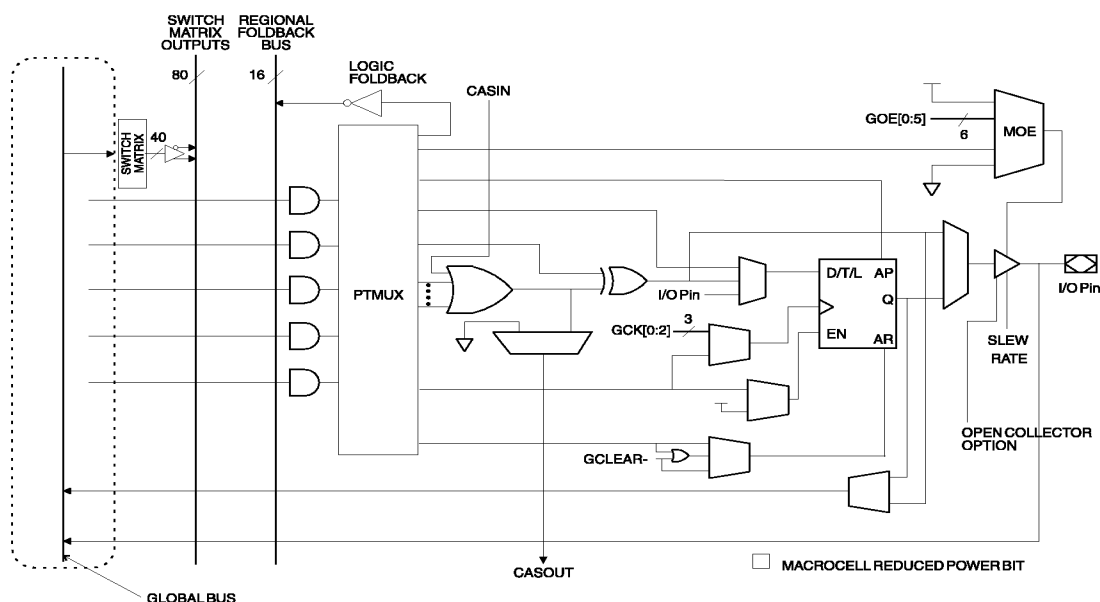 SWITCH
MATRIX
OUTPUTS
REGIONAL
FOLDBACK
BUS
80
16
LOGIC
FOLDBACK
CASIN
GOE[0:5]
6
MOE
SWITCH
MATRIX
40
PTMUX
D/T/L
AP
I/O Pin
Q
I/O Pin
GCK[0:2]
3
EN
AR
SLEW
RATE
OPEN COLLECTOR
OPTION
GCLEAR-
CASOUT
MACROCELL REDUCED POWER BIT
GLOBAL BUS